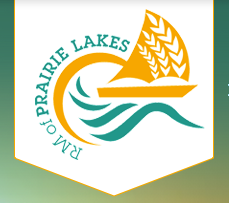 RM of PRAIRIE LAKES